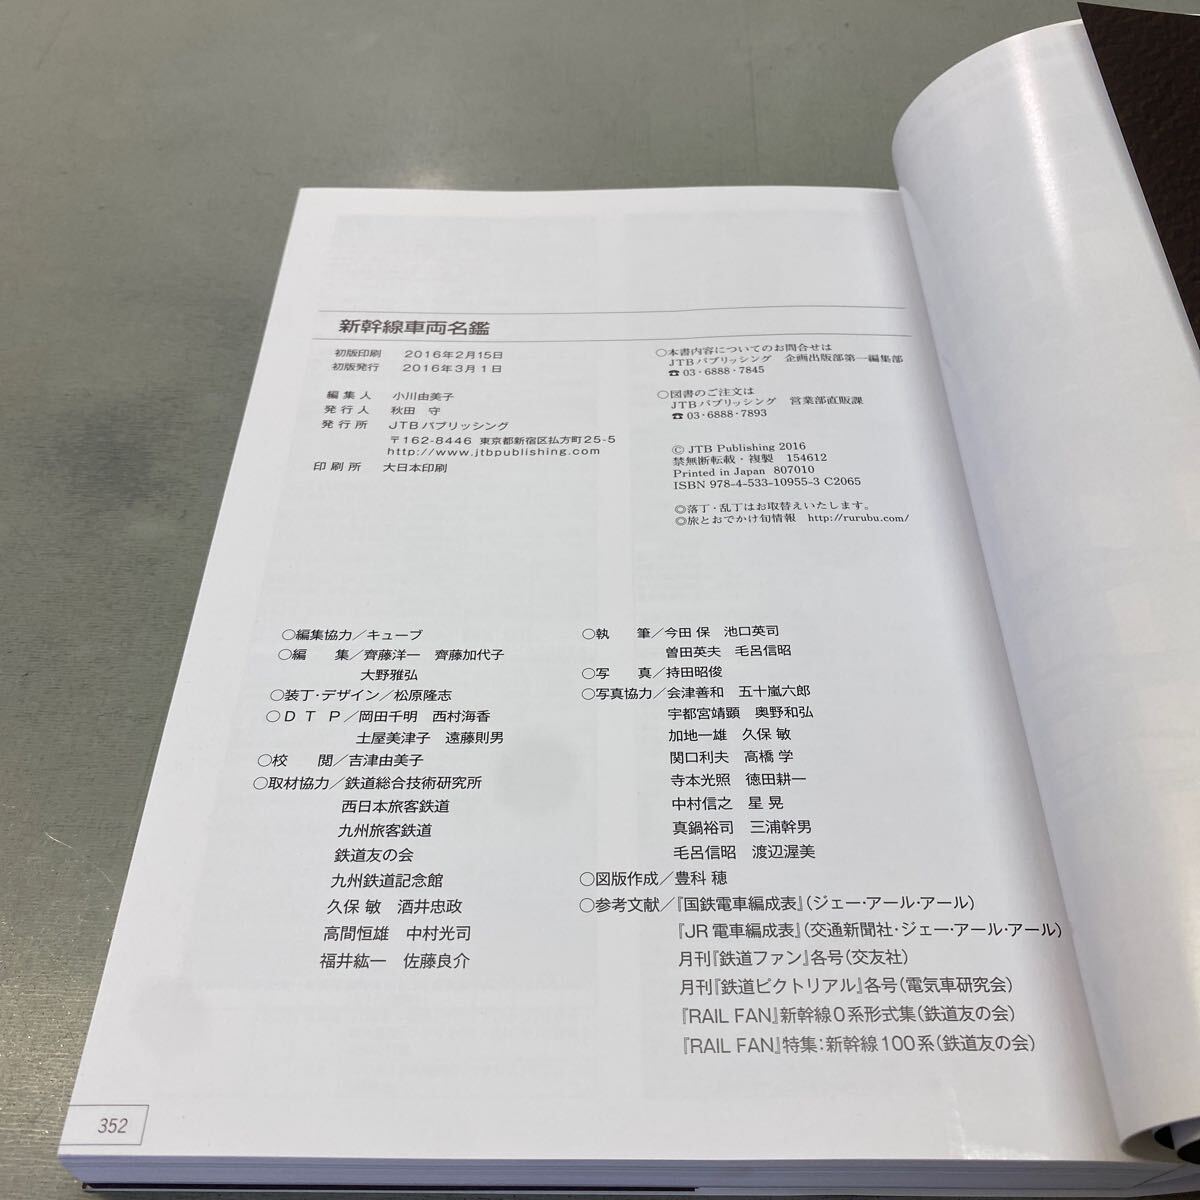 新幹線車両名鑑
初版印刷 2016年2月15日
初版発行 2016年3月1日
編集人 小川由美子
発行人 秋田 守
発行所 JTBパブリッシング
〒162-8446 東京都新宿区払方町25-5
http://www.jtbpublishing.com
印刷所 大日本印刷
○本書内容についてのお問合せは
JTBパブリッシング 企画出版部第一編集部
☎03・6888・7845
○図書のご注文は
JTBパブリッシング 営業部直販課
☎03・6888・7893
© JTB Publishing 2016
禁無断転載・複製 154612
Printed in Japan 807010
ISBN 978-4-533-10955-3 C2065
◎落丁・乱丁はお取替えいたします。
◎旅とおでかけ旬情報 http://rurubu.com/
○編集協力／キューブ
○編 集／齊藤洋一 齊藤加代子
大野雅弘
○装丁・デザイン／松原隆志
○D T P／岡田千明 西村海香
土屋美津子 遠藤則男
○校 閲／吉津由美子
○取材協力／鉄道総合技術研究所
西日本旅客鉄道
九州旅客鉄道
鉄道友の会
九州鉄道記念館
久保 敏 酒井忠政
高間恒雄 中村光司
福井紘一 佐藤良介
○執 筆／今田 保 池口英司
曽田英夫 毛呂信昭
○写 真／持田昭俊
○写真協力／会津善和 五十嵐六郎
宇都宮靖顕 奥野和弘
加地一雄 久保 敏
関口利夫 高橋 学
寺本光照 徳田耕一
中村信之 星 晃
真鍋裕司 三浦幹男
毛呂信昭 渡辺渥美
○図版作成／豊科 穂
○参考文献／『国鉄電車編成表』（ジェー・アール・アール）
『JR電車編成表』（交通新聞社・ジェー・アール・アール）
月刊『鉄道ファン』各号（交友社）
月刊『鉄道ピクトリアル』各号（電気車研究会）
『RAIL FAN』新幹線0系形式集（鉄道友の会）
『RAIL FAN』特集：新幹線100系（鉄道友の会）
352